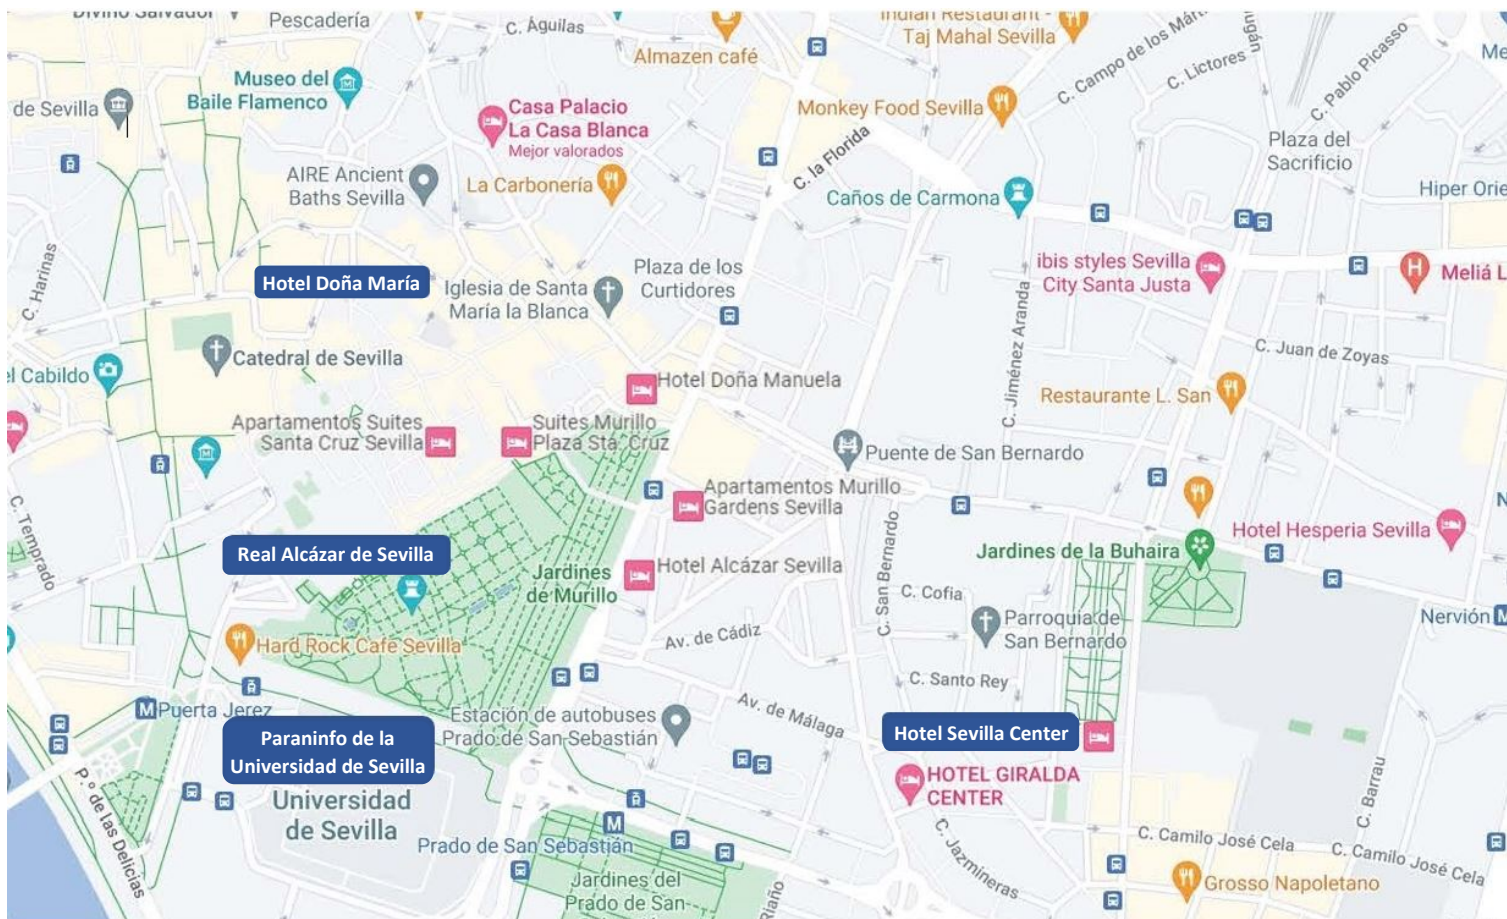 Divino Salvador
Pescadería
C. Águilas
Almazen café
Indian Restaurant -
Taj Mahal Sevilla
C. Campo de los Márt
C. Lictores
C. Pablo Picasso
Me
Museo del
Baile Flamenco
de Sevilla
Casa Palacio
La Casa Blanca
Mejor valorados
Monkey Food Sevilla
Plaza del
Sacrificio
C. la Florida
AIRE Ancient
Baths Sevilla
La Carbonería
Caños de Carmona
Hiper Orie
C. Harinas
Hotel Doña María
Iglesia de Santa
María la Blanca
Plaza de los
Curtidores
ibis styles Sevilla
City Santa Justa
H
Meliá L
Catedral de Sevilla
el Cabildo
C. Jiménez Aranda
C. Juan de Zoyas
Hotel Doña Manuela
Restaurante L. San
Apartamentos Suites
Santa Cruz Sevilla
Suites Murillo
Plaza Sta. Cruz
Puente de San Bernardo
C. Temprado
Apartamentos Murillo
Gardens Sevilla
N
Hotel Hesperia Sevilla
Real Alcázar de Sevilla
Jardines
de Murillo
Hotel Alcázar Sevilla
C. San Bernardo
Jardines de la Buhaira
C. Cofia
Parroquia de
San Bernardo
Nervión M
Hard Rock Cafe Sevilla
Av. de Cádiz
C. Santo Rey
M Puerta Jerez
Estación de autobuses
Prado de San Sebastián
Av. de Málaga
Hotel Sevilla Center
Paraninfo de la
Universidad de Sevilla
HOTEL GIRALDA
CENTER
P.º de las Delicias
Universidad
de Sevilla
M
Prado de San Sebastián
C. Barrau
C. Camilo José Cela
C. Camilo José Cela
C. Jazmineras
Jardines del
Prado de San
Riaño
Grosso Napoletano